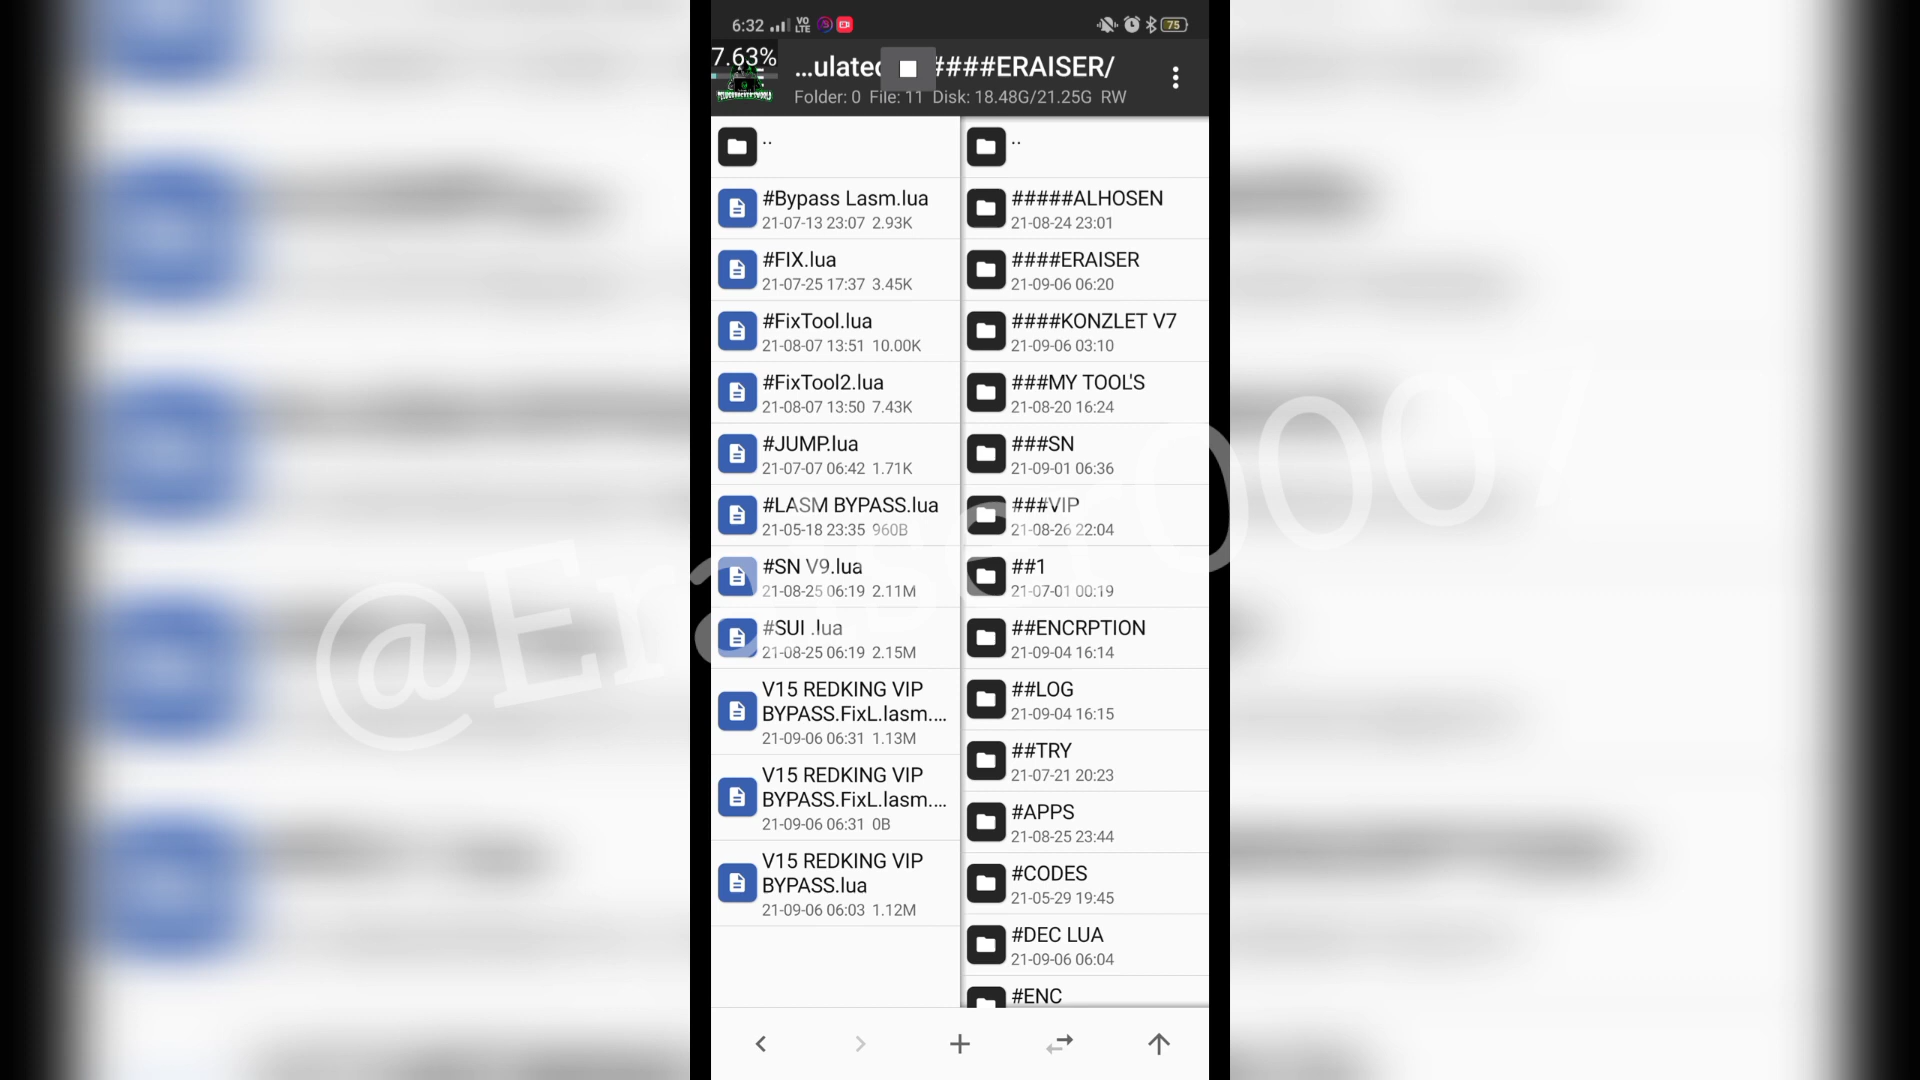 6:32 VO LTE 75
7.63%
...ulated ####ERAISER/
Folder: 0 File: 11 Disk: 18.48G/21.25G RW
..
#Bypass Lasm.lua
21-07-13 23:07 2.93K
#FIX.lua
21-07-25 17:37 3.45K
#FixTool.lua
21-08-07 13:51 10.00K
#FixTool2.lua
21-08-07 13:50 7.43K
#JUMP.lua
21-07-07 06:42 1.71K
#LASM BYPASS.lua
21-05-18 23:35 960B
#SN V9.lua
21-08-25 06:19 2.11M
#SUI .lua
21-08-25 06:19 2.15M
V15 REDKING VIP
BYPASS.FixL.lasm....
21-09-06 06:31 1.13M
V15 REDKING VIP
BYPASS.FixL.lasm....
21-09-06 06:31 0B
V15 REDKING VIP
BYPASS.lua
21-09-06 06:03 1.12M
..
#####ALHOSEN
21-08-24 23:01
####ERAISER
21-09-06 06:20
####KONZLET V7
21-09-06 03:10
###MY TOOL'S
21-08-20 16:24
###SN
21-09-01 06:36
###VIP
21-08-26 22:04
##1
21-07-01 00:19
##ENCRPTION
21-09-04 16:14
##LOG
21-09-04 16:15
##TRY
21-07-21 20:23
#APPS
21-08-25 23:44
#CODES
21-05-29 19:45
#DEC LUA
21-09-06 06:04
#ENC
@Eraiser0007